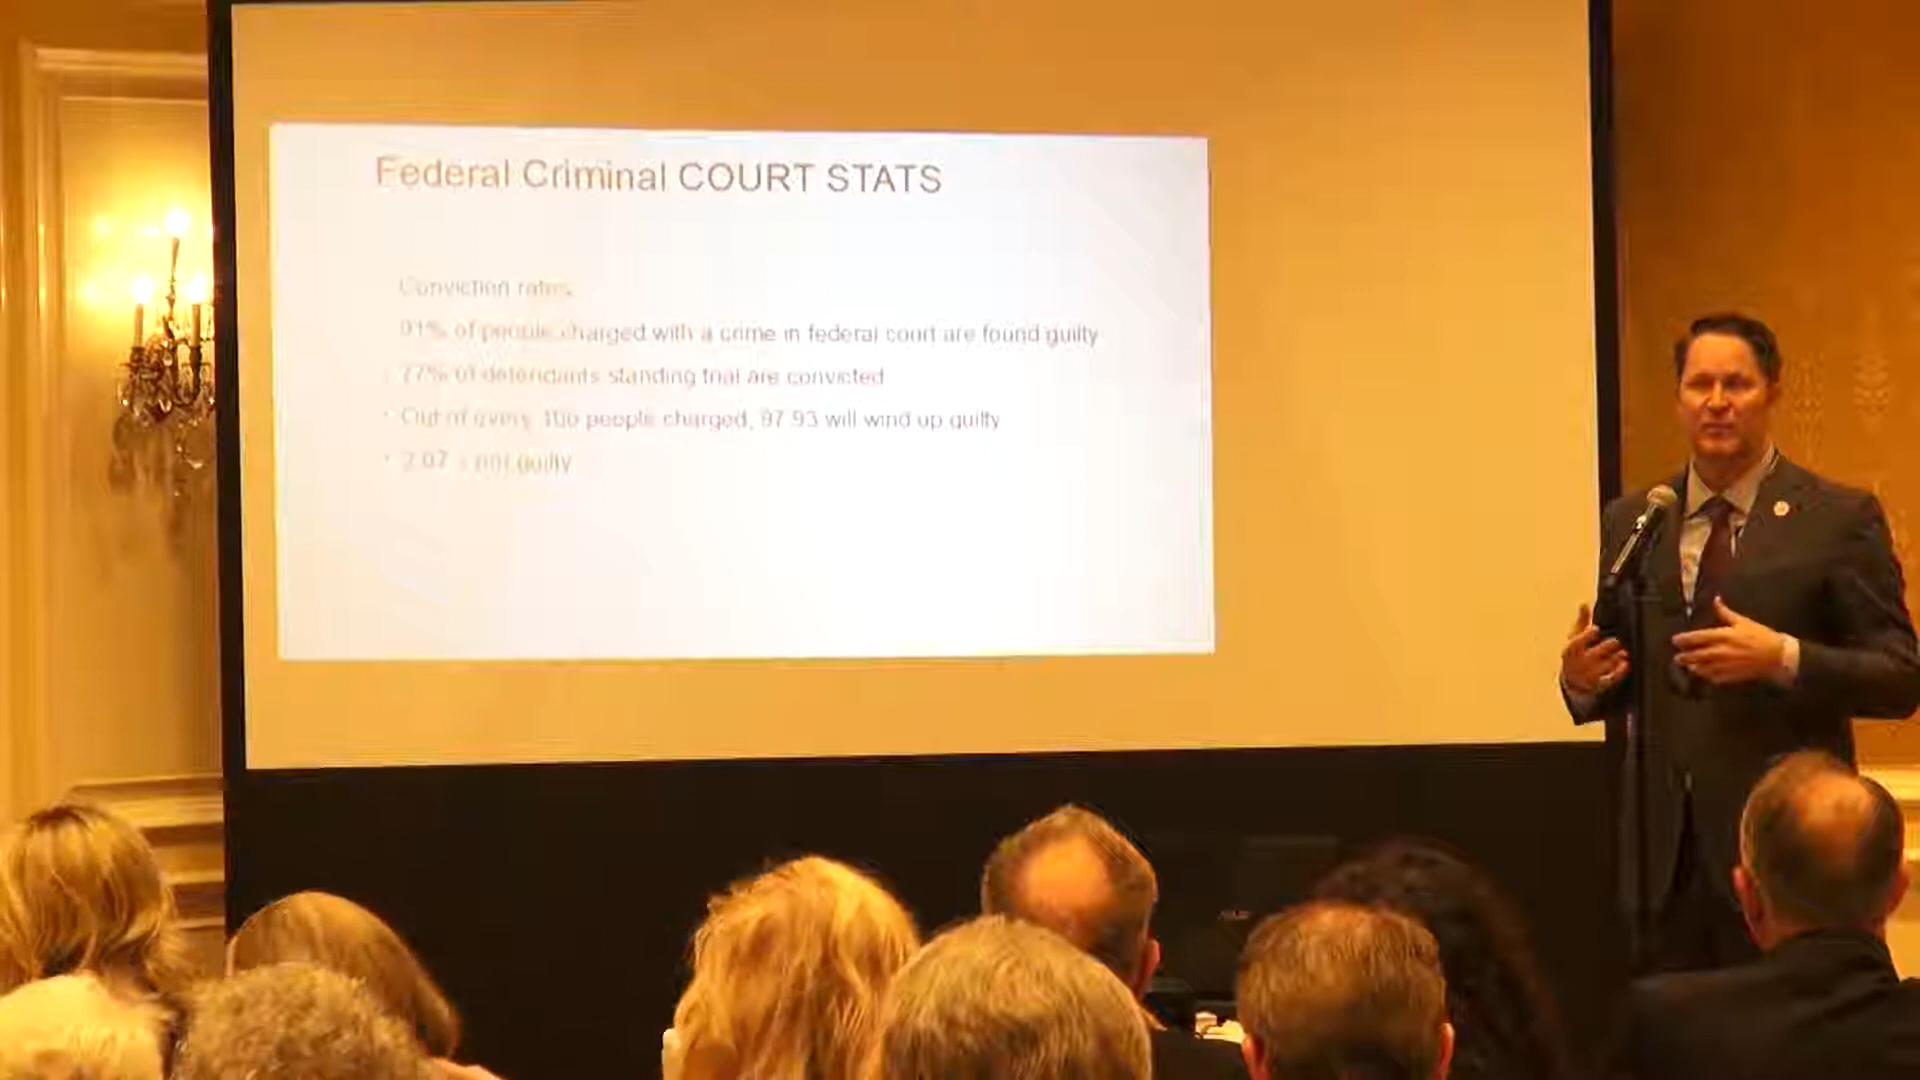 Federal Criminal COURT STATS
Conviction rates:
91% of people charged with a crime in federal court are found guilty
77% of defendants standing trial are convicted
Out of every 100 people charged, 97.93 will wind up guilty
2.07 not guilty